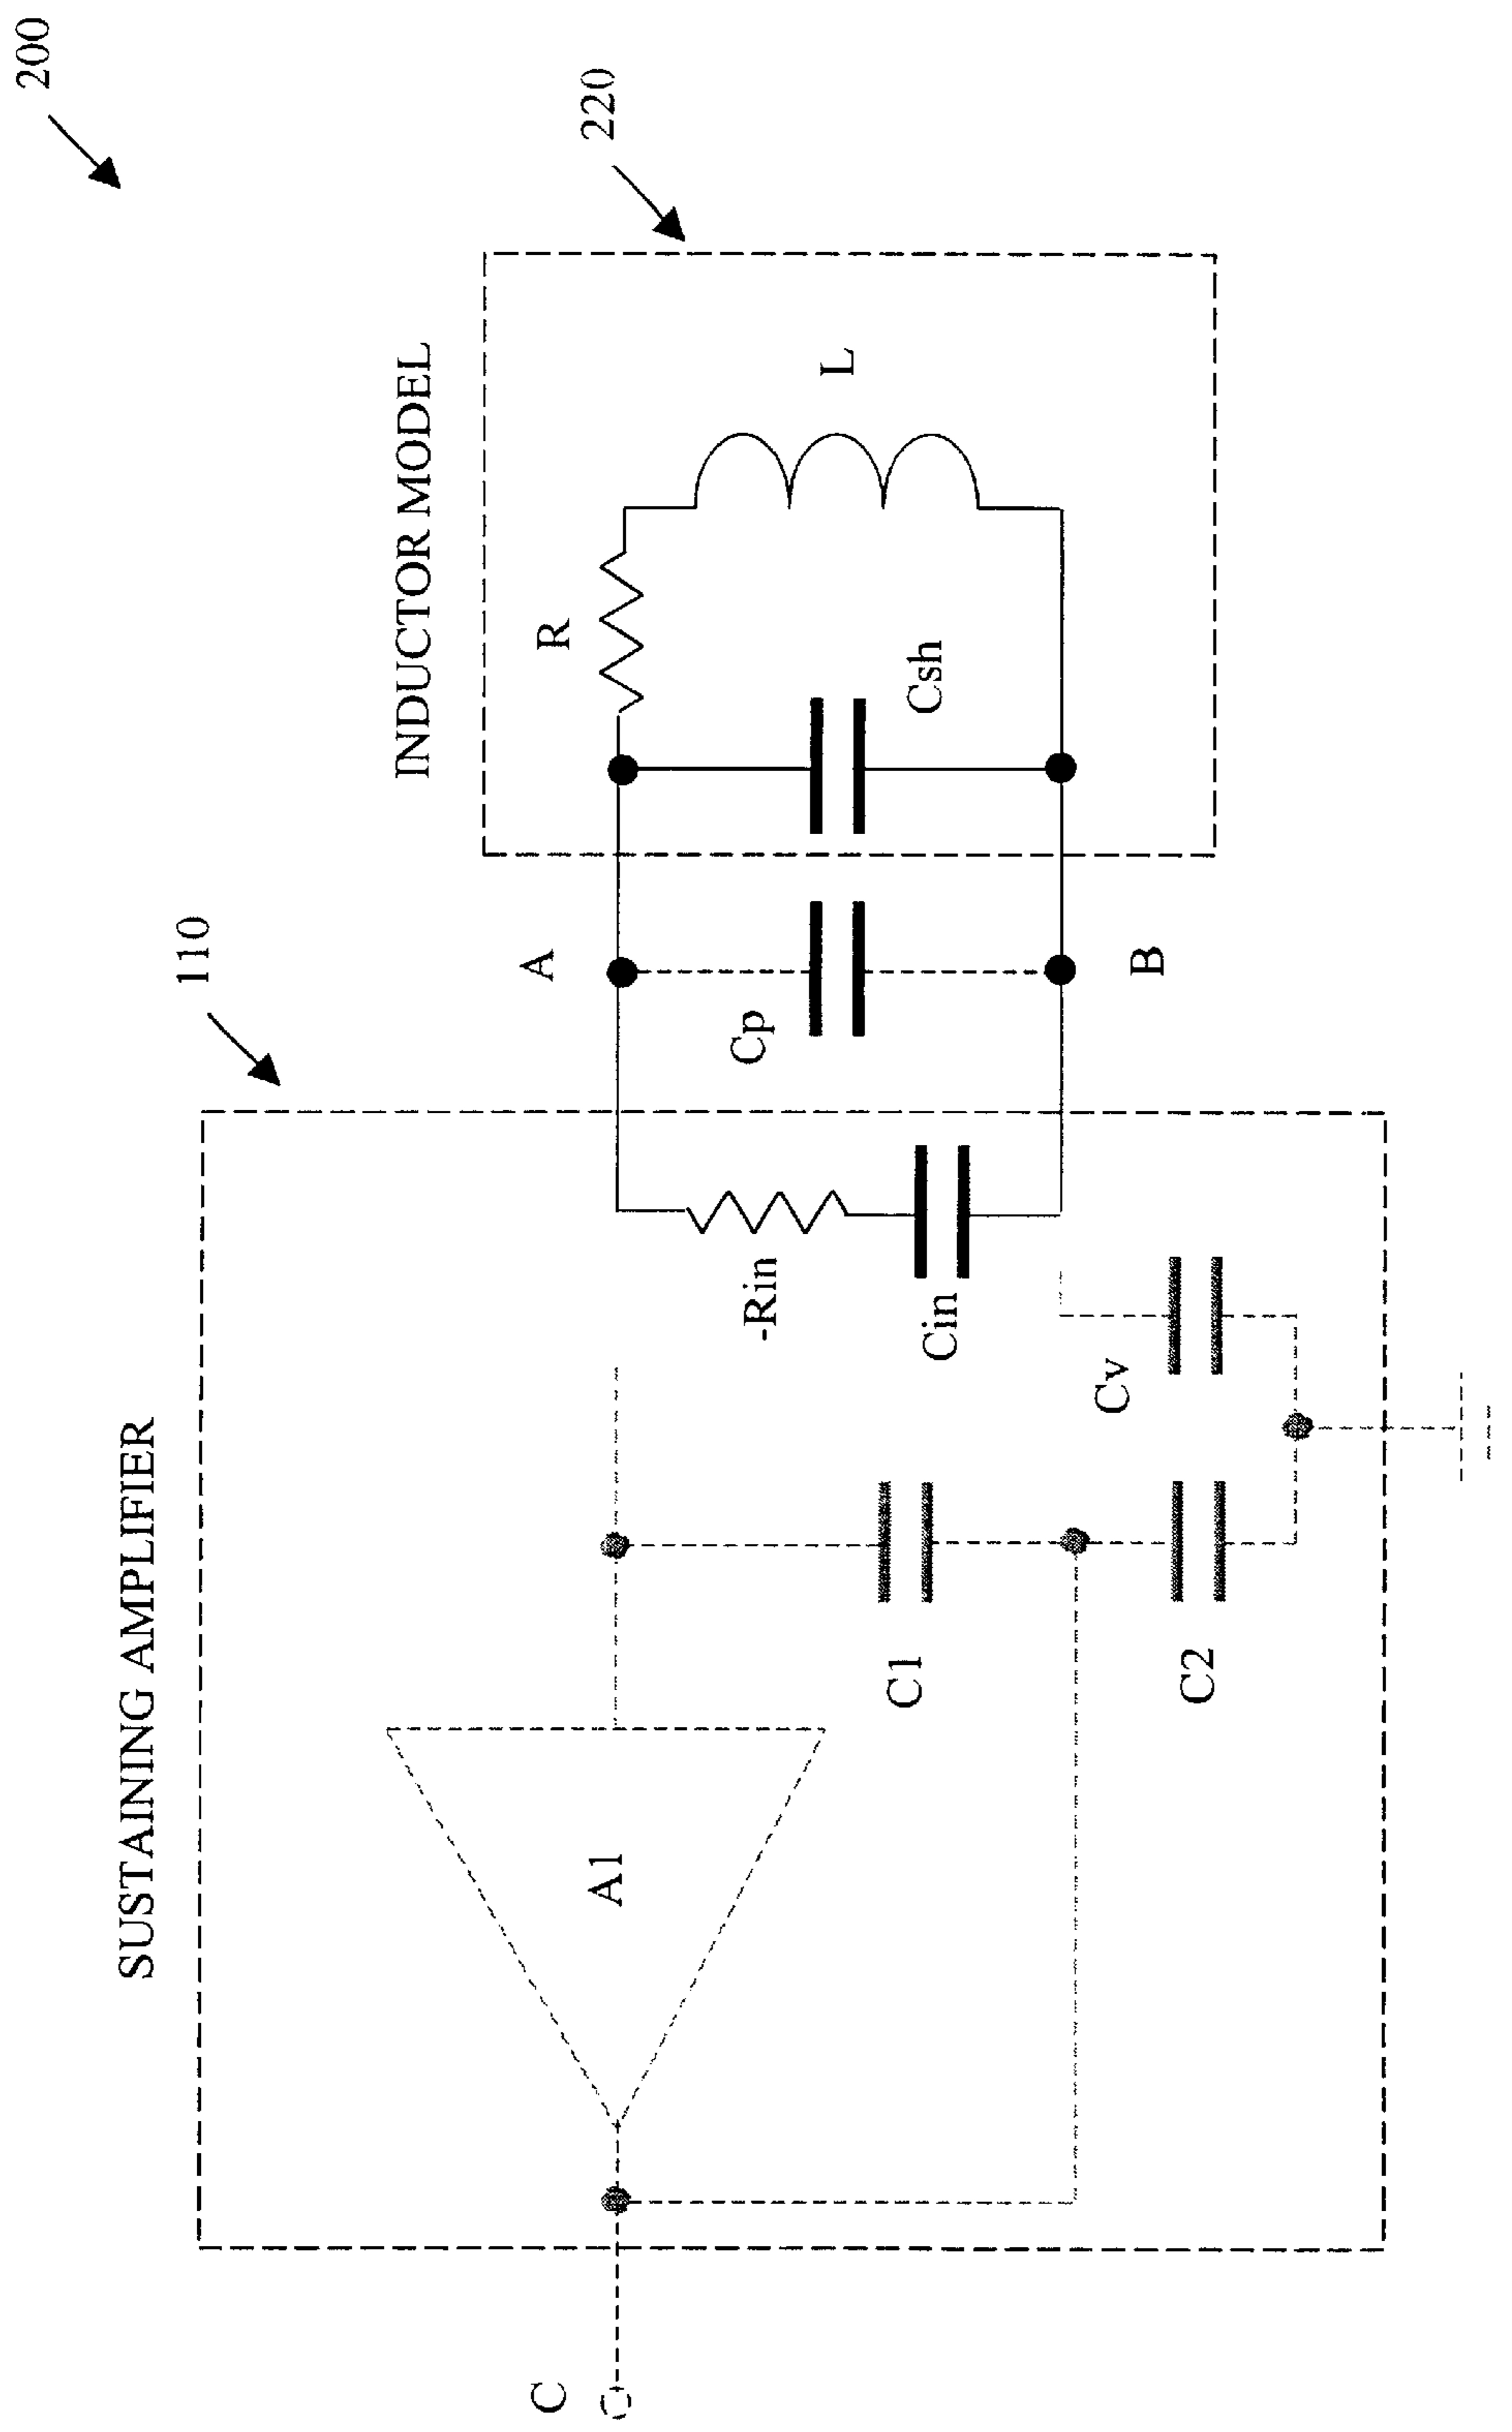 200
220
INDUCTOR MODEL
L
R
Csh
110
A
B
Cp
SUSTAINING AMPLIFIER
-Rin
Cin
Cv
C1
C2
A1
C